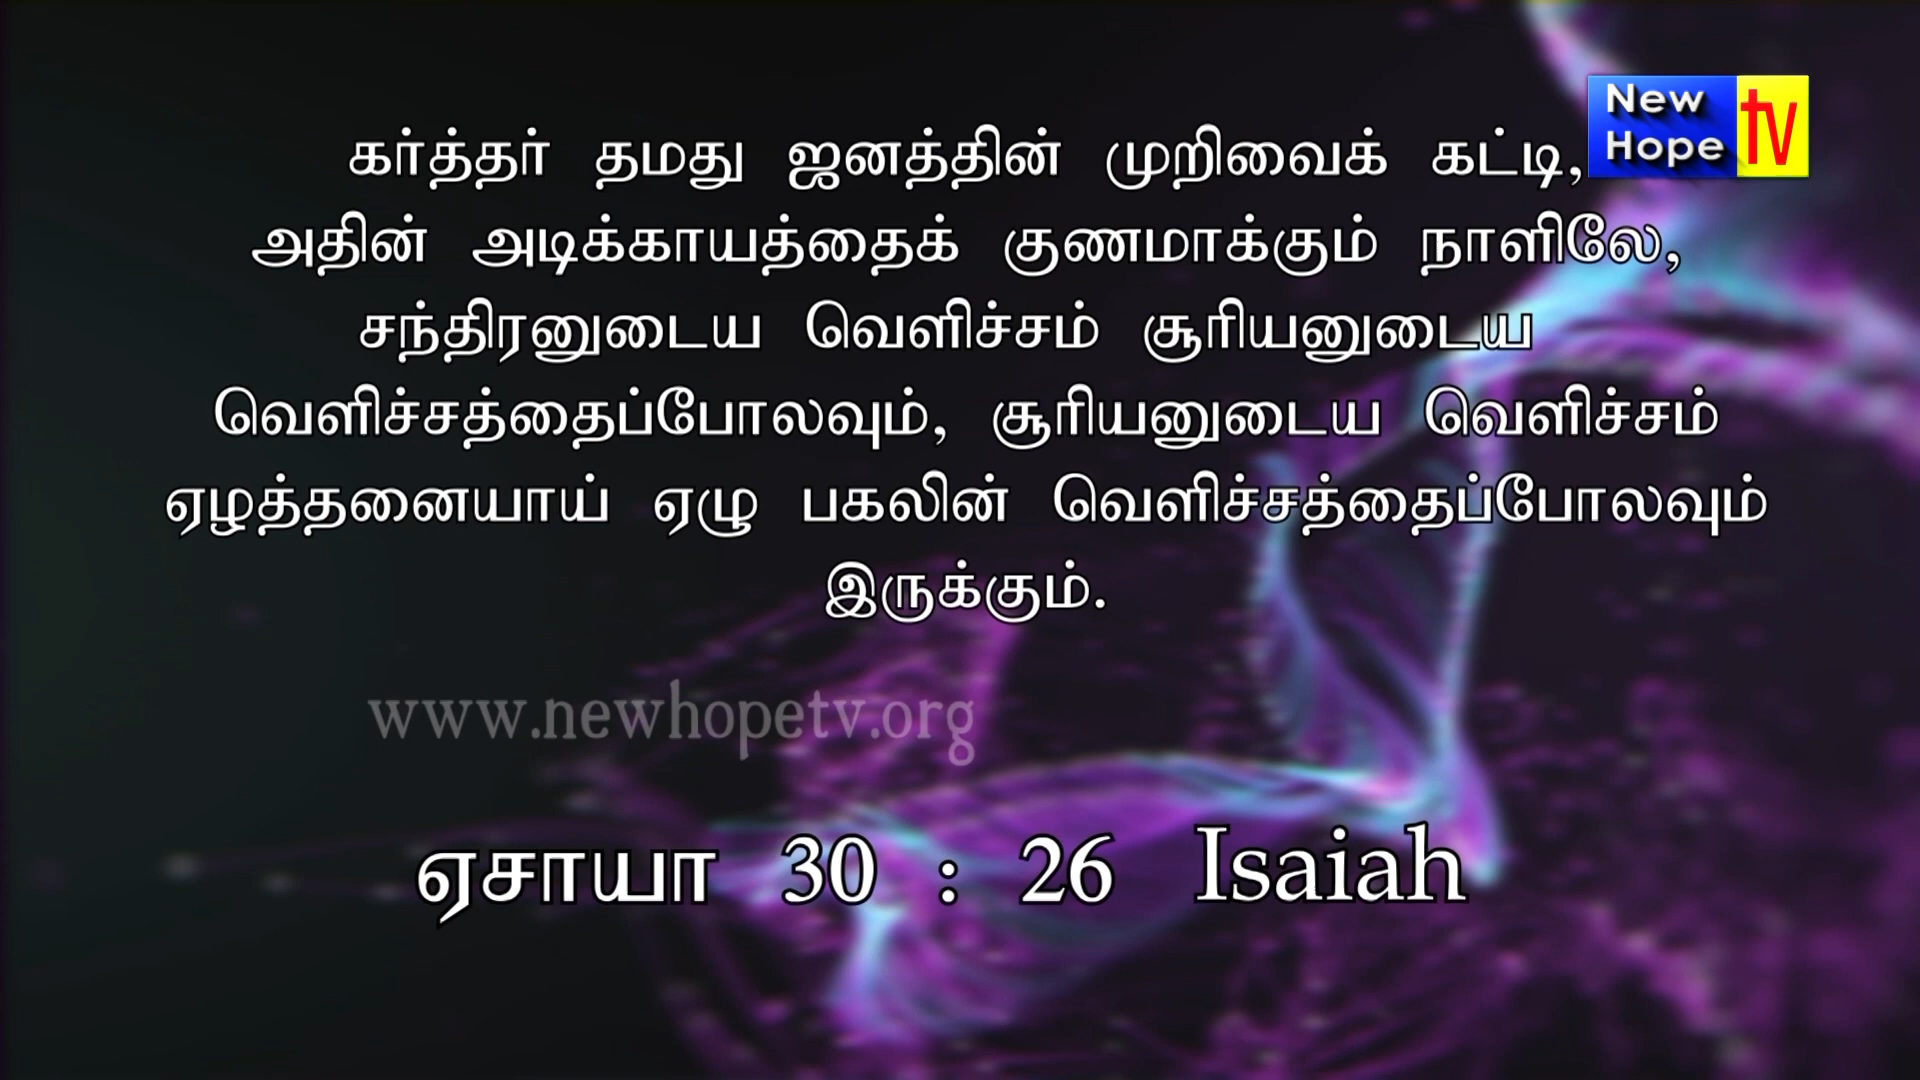 New
Hope tv
கர்த்தர் தமது ஜனத்தின் முறிவைக் கட்டி,
அதின் அடிக்காயத்தைக் குணமாக்கும் நாளிலே,
சந்திரனுடைய வெளிச்சம் சூரியனுடைய
வெளிச்சத்தைப்போலவும், சூரியனுடைய வெளிச்சம்
ஏழத்தனையாய் ஏழு பகலின் வெளிச்சத்தைப்போலவும்
இருக்கும்.
www.newhopetv.org
ஏசாயா 30 : 26 Isaiah